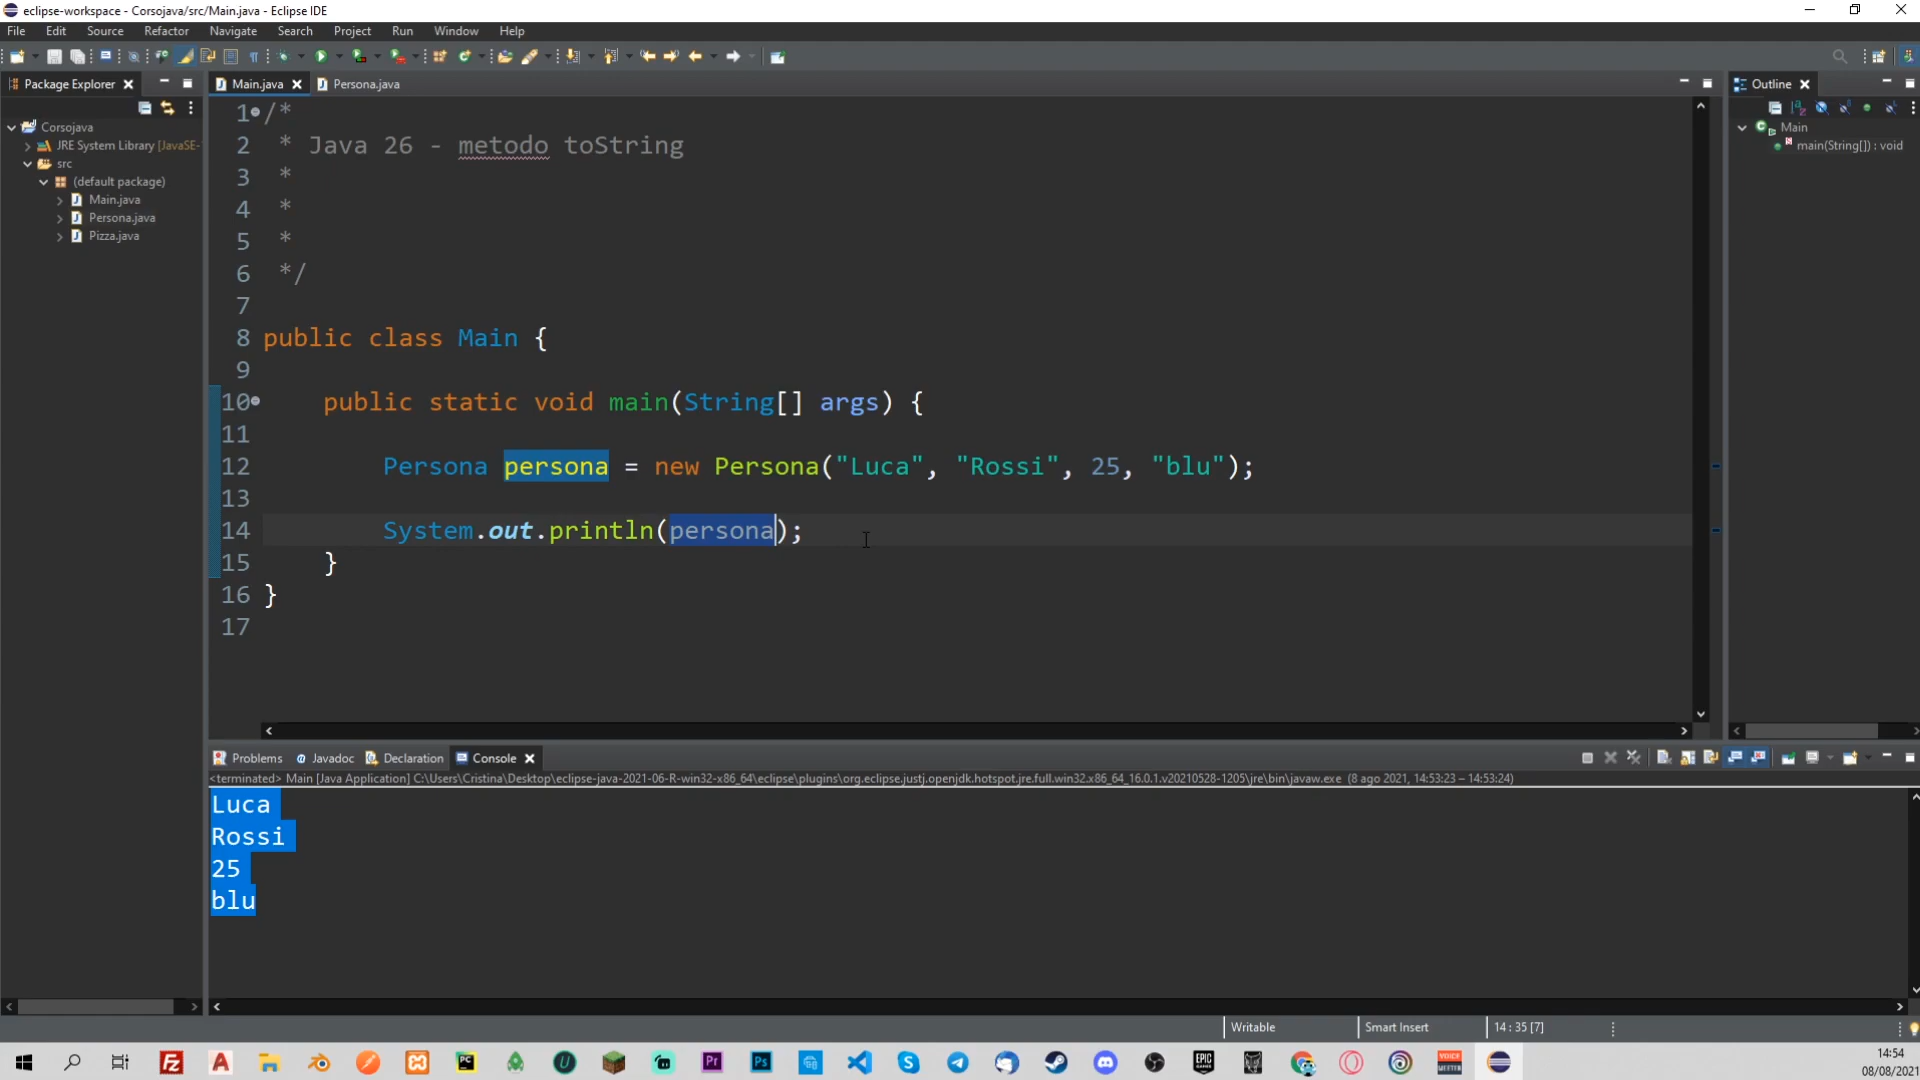 eclipse-workspace - Corsojava/src/Main.java - Eclipse IDE
File Edit Source Refactor Navigate Search Project Run Window Help
Package Explorer
Main.java
Persona.java
Outline
Corsojava
JRE System Library [JavaSE-
src
(default package)
Main.java
Persona.java
Pizza.java
1 /*
2  * Java 26 - metodo toString
3  *
4  *
5  *
6  */
7
8 public class Main {
9
10     public static void main(String[] args) {
11
12         Persona persona = new Persona("Luca", "Rossi", 25, "blu");
13
14         System.out.println(persona);
15     }
16 }
17
Main
main(String[]) : void
Problems Javadoc Declaration Console
<terminated> Main [Java Application] C:\Users\Cristina\Desktop\eclipse-java-2021-06-R-win32-x86_64\eclipse\plugins\org.eclipse.justj.openjdk.hotspot.jre.full.win32.x86_64_16.0.1.v20210528-1205\jre\bin\javaw.exe (8 ago 2021, 14:53:23 – 14:53:24)
Luca
Rossi
25
blu
Writable
Smart Insert
14 : 35 [7]
14:54
08/08/2021